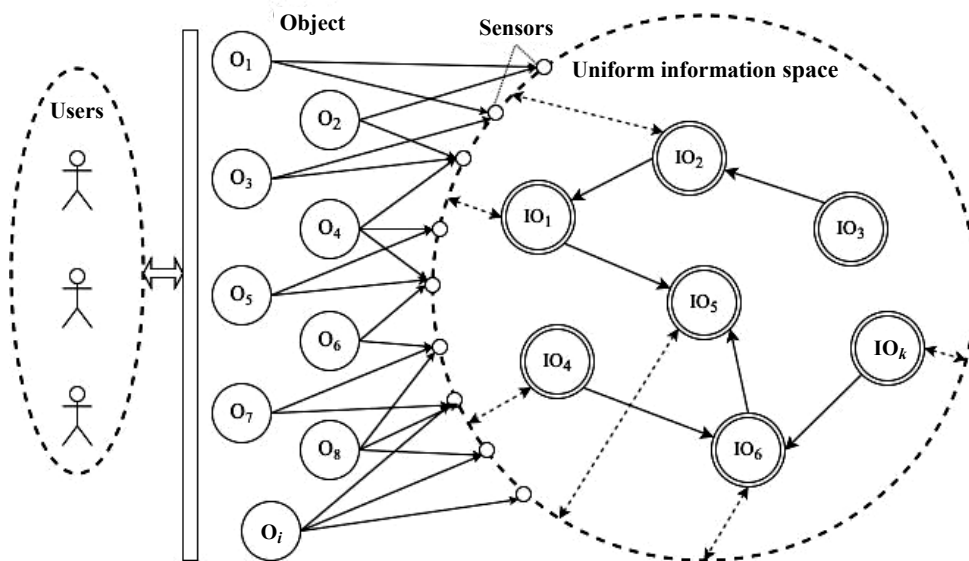 Object
Sensors
Uniform information space
Users
O1
O2
O3
O4
O5
O6
O7
O8
Oi
IO2
IO1
IO3
IO5
IO4
IOk
IO6